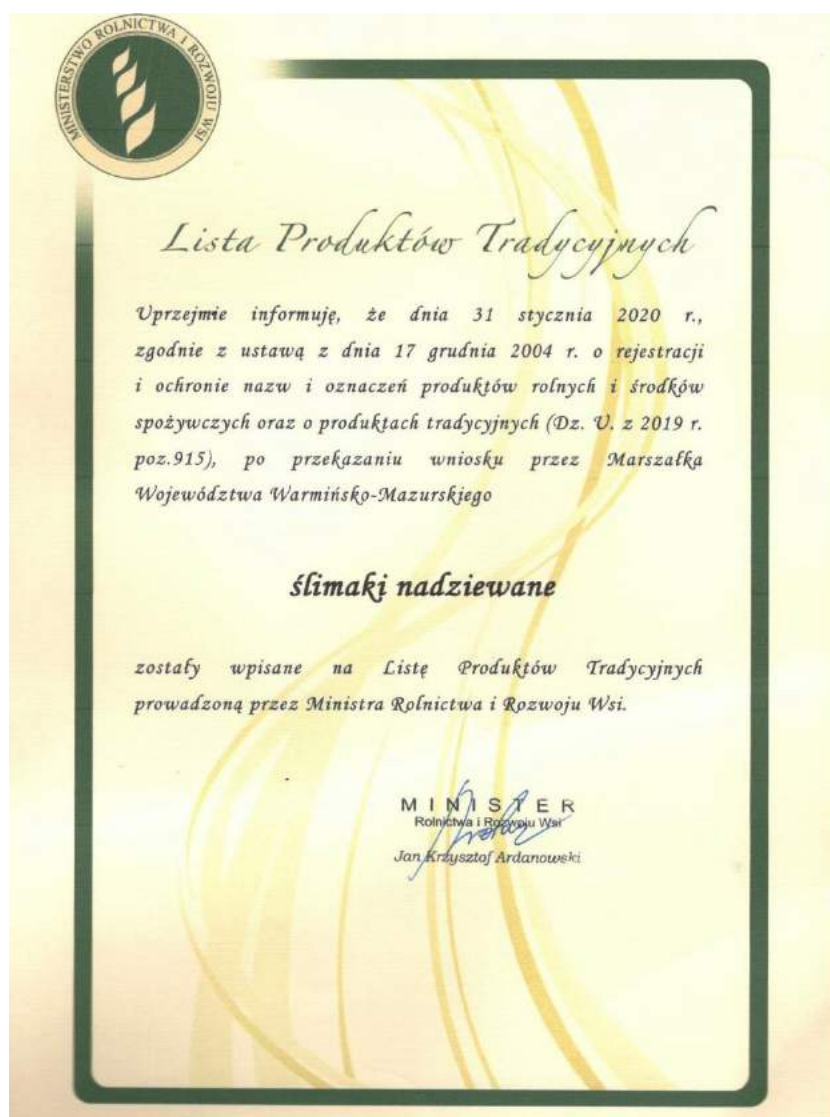 MINISTERSTWO ROLNICTWA I ROZWOJU WSI
Lista Produktów Tradycyjnych
Uprzejmie informuję, że dnia 31 stycznia 2020 r.,
zgodnie z ustawą z dnia 17 grudnia 2004 r. o rejestracji
i ochronie nazw i oznaczeń produktów rolnych i środków
spożywczych oraz o produktach tradycyjnych (Dz. U. z 2019 r.
poz.915), po przekazaniu wniosku przez Marszałka
Województwa Warmińsko-Mazurskiego
ślimaki nadziewane
zostały wpisane na Listę Produktów Tradycyjnych
prowadzoną przez Ministra Rolnictwa i Rozwoju Wsi.
MINISTER
Rolnictwa i Rozwoju Wsi
Jan Krzysztof Ardanowski